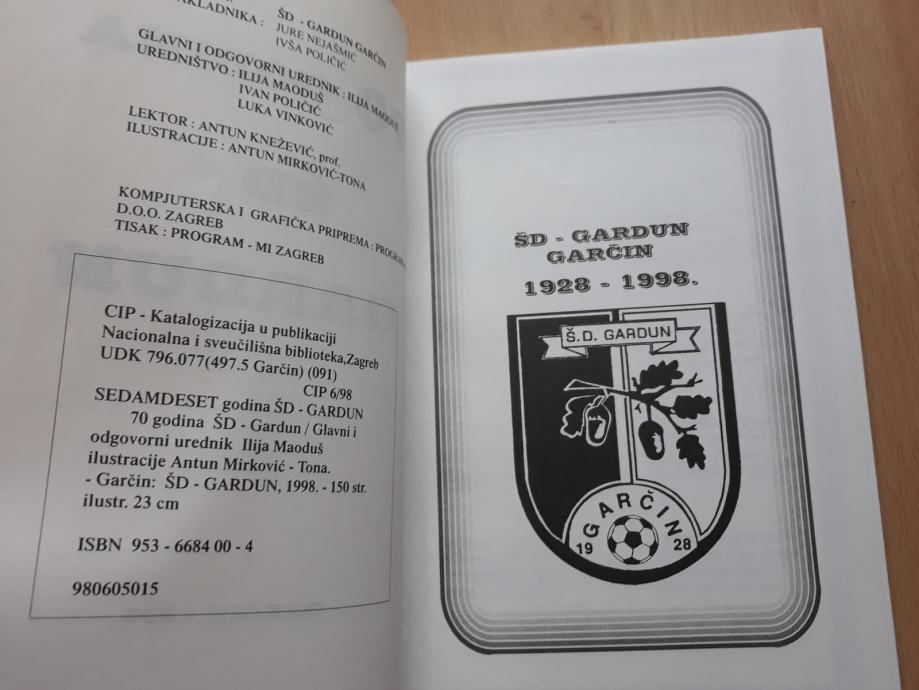 AKLADNIKA : ŠD - GARDUN GARČIN
JURE NEJAŠMIĆ
IVŠA POLIČIĆ
GLAVNI I ODGOVORNI UREDNIK : ILIJA MAODUŠ
UREDNIŠTVO : ILIJA MAODUŠ
IVAN POLIČIĆ
LUKA VINKOVIĆ
LEKTOR : ANTUN KNEŽEVIĆ, prof.
ILUSTRACIJE : ANTUN MIRKOVIĆ-TONA
KOMPJUTERSKA I GRAFIČKA PRIPREMA : PROGRAM
D.O.O. ZAGREB
TISAK : PROGRAM - MI ZAGREB
CIP - Katalogizacija u publikaciji
Nacionalna i sveučilišna biblioteka,Zagreb
UDK 796.077(497.5 Garčin) (091)
CIP 6/98
SEDAMDESET godina ŠD - GARDUN
70 godina ŠD - Gardun / Glavni i
odgovorni urednik Ilija Maoduš
ilustracije Antun Mirković - Tona.
- Garčin: ŠD - GARDUN, 1998. - 150 str.
ilustr. 23 cm
ISBN 953 - 6684 00 - 4
980605015
ŠD - GARDUN
GARČIN
1928 - 1998.
Š.D. GARDUN
GARČIN
19 28